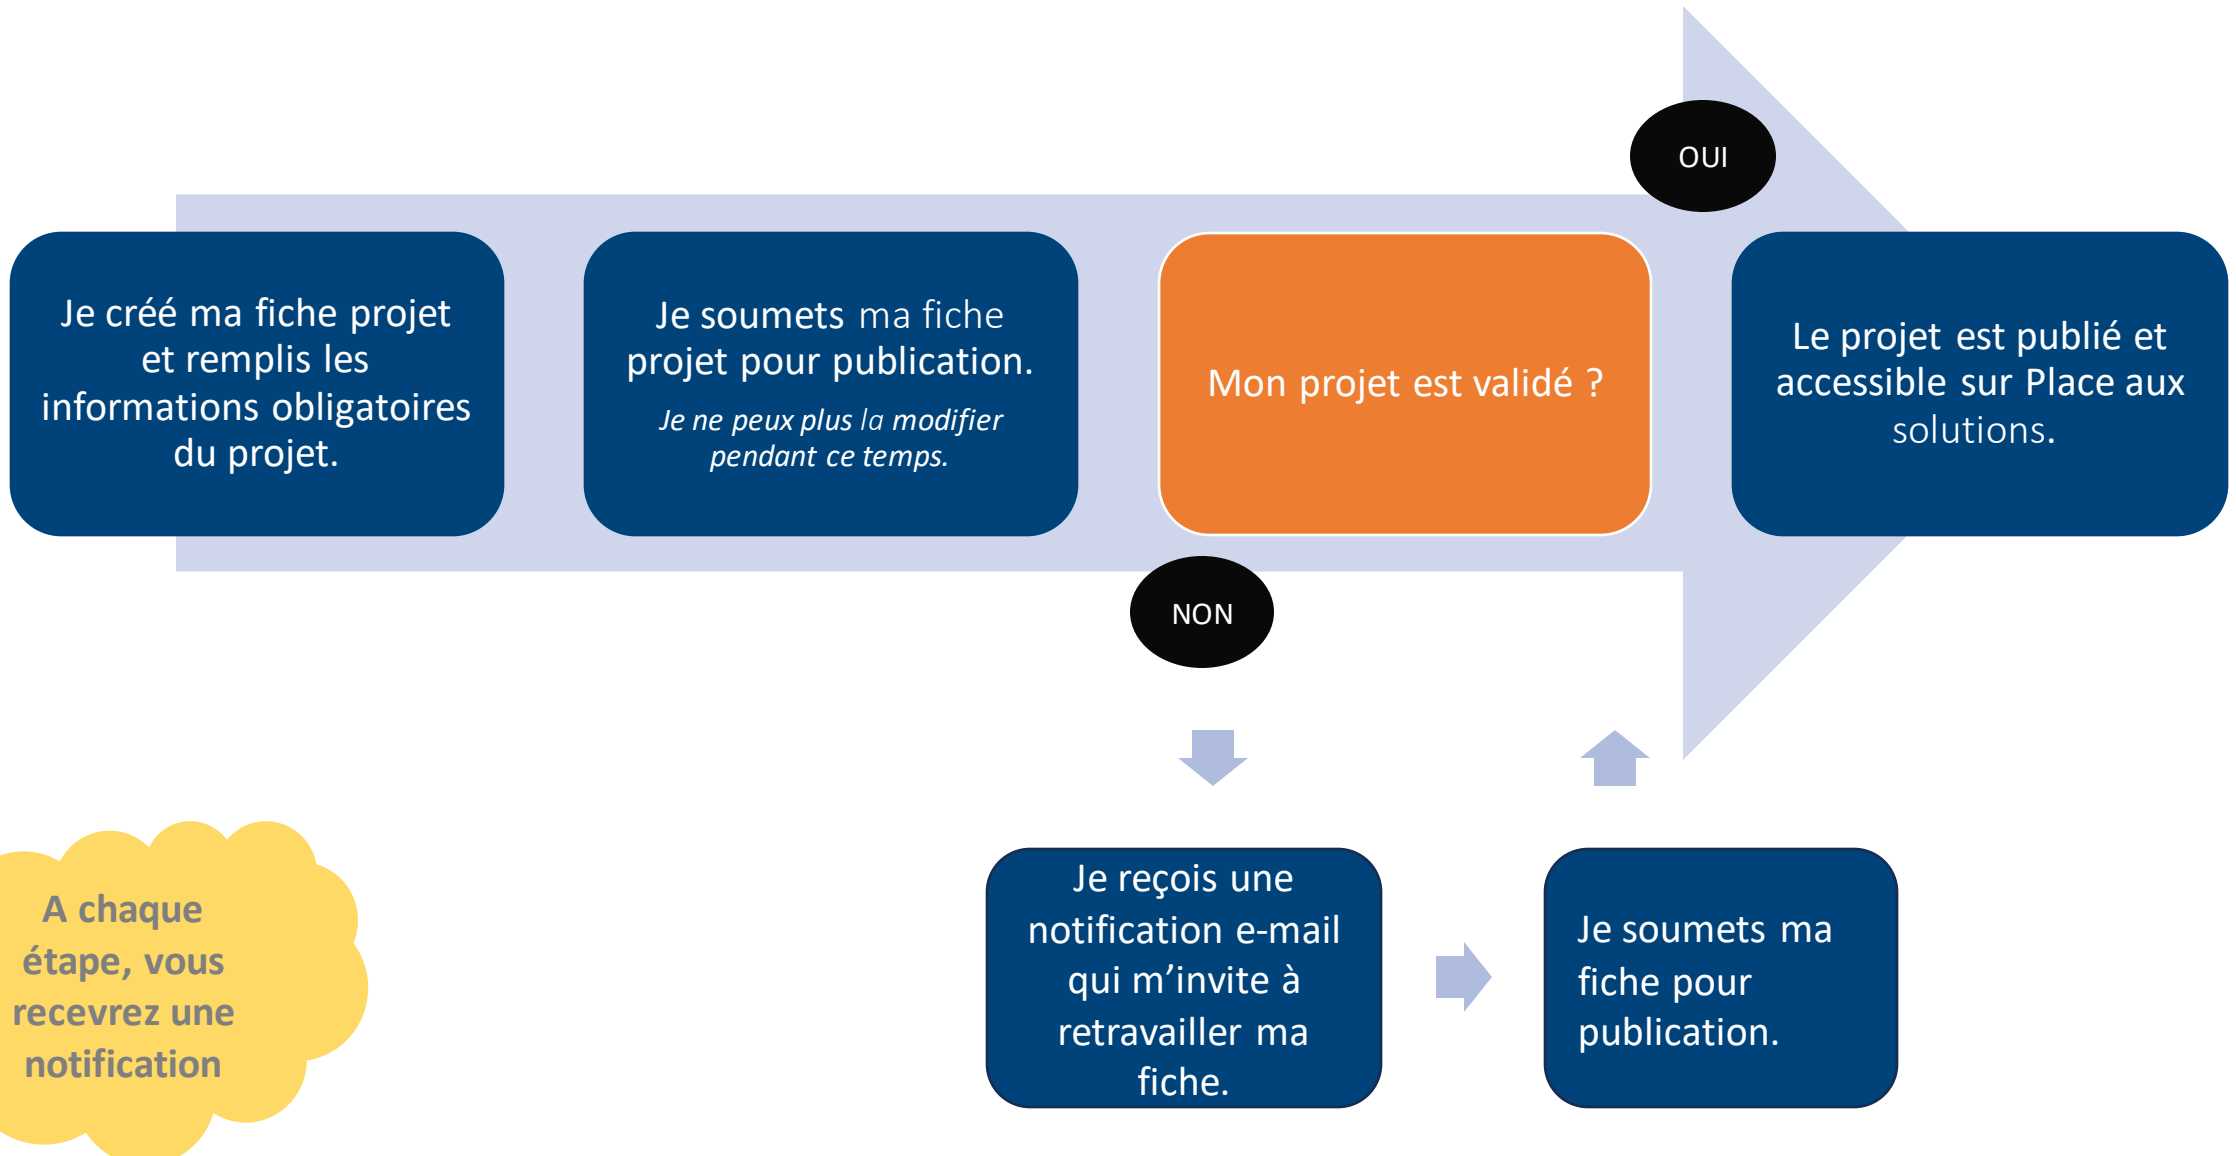 OUI
Je créé ma fiche projet
et remplis les
informations obligatoires
du projet.
Je soumets ma fiche
projet pour publication.
Je ne peux plus la modifier
pendant ce temps.
Mon projet est validé ?
Le projet est publié et
accessible sur Place aux
solutions.
NON
Je reçois une
notification e-mail
qui m’invite à
retravailler ma
fiche.
Je soumets ma
fiche pour
publication.
A chaque
étape, vous
recevrez une
notification